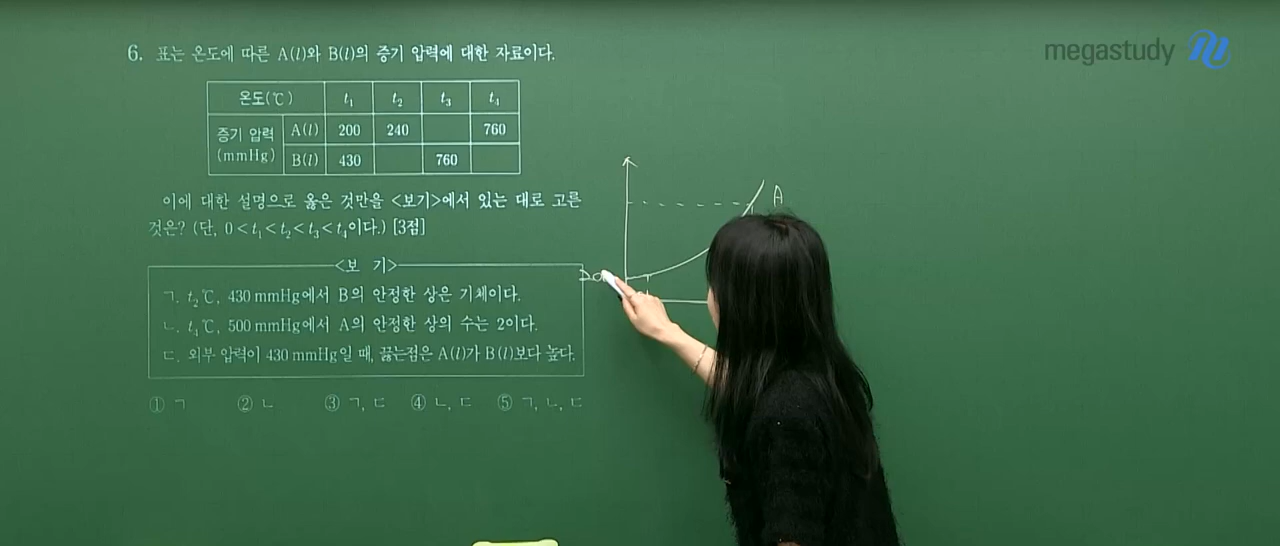 megastudy
6. 표는 온도에 따른 A(l)와 B(l)의 증기 압력에 대한 자료이다.
온도(℃) t₁ t₂ t₃ t₄
증기 압력 (mmHg) A(l) 200 240 760
B(l) 430 760
이에 대한 설명으로 옳은 것만을 <보기>에서 있는 대로 고른
것은? (단, 0<t₁<t₂<t₃<t₄이다.) [3점]
<보 기>
ㄱ. t₂℃, 430 mmHg에서 B의 안정한 상은 기체이다.
ㄴ. t₄℃, 500 mmHg에서 A의 안정한 상의 수는 2이다.
ㄷ. 외부 압력이 430 mmHg일 때, 끓는점은 A(l)가 B(l)보다 높다.
① ㄱ ② ㄴ ③ ㄱ, ㄷ ④ ㄴ, ㄷ ⑤ ㄱ, ㄴ, ㄷ
A